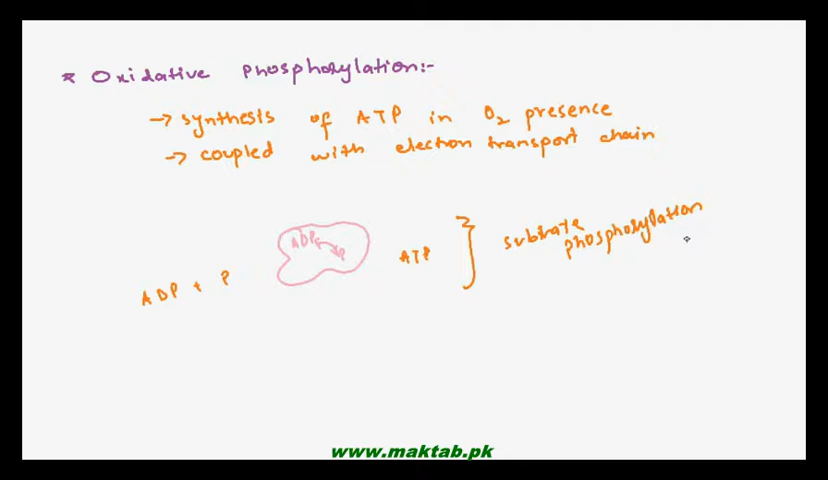 * Oxidative Phosphorylation:-
→ synthesis of ATP in O2 presence
→ coupled with electron transport chain
ADP + P
ADP P
ATP } substrate
phosphorylation
www.maktab.pk